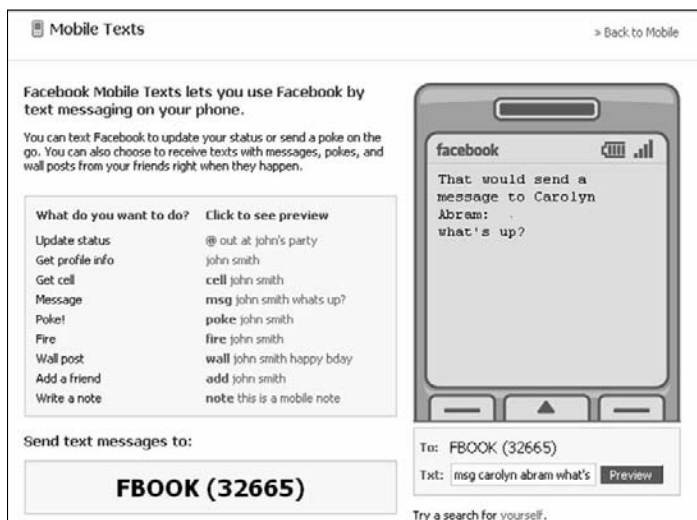 Mobile Texts
» Back to Mobile
Facebook Mobile Texts lets you use Facebook by
text messaging on your phone.
You can text Facebook to update your status or send a poke on the
go. You can also choose to receive texts with messages, pokes, and
wall posts from your friends right when they happen.
What do you want to do? Click to see preview
Update status @ out at john's party
Get profile info john smith
Get cell cell john smith
Message msg john smith whats up?
Poke! poke john smith
Fire fire john smith
Wall post wall john smith happy bday
Add a friend add john smith
Write a note note this is a mobile note
Send text messages to:
FBOOK (32665)
facebook
That would send a
message to Carolyn
Abram:
what's up?
To: FBOOK (32665)
Txt: msg carolyn abram what's Preview
Try a search for yourself.